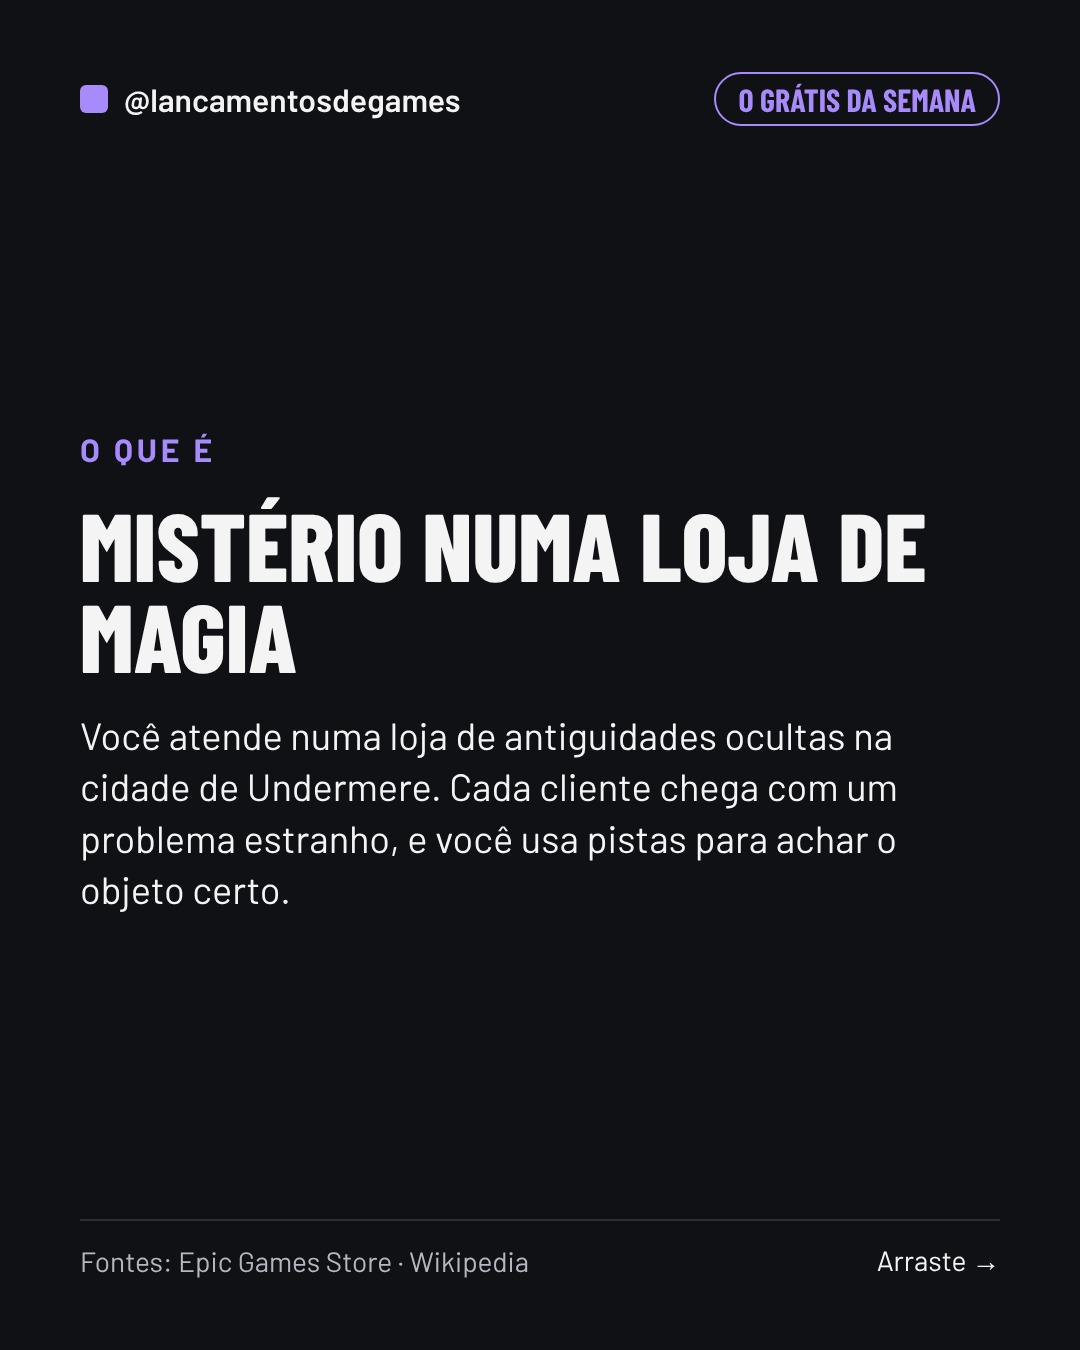 @lancamentosdegames
O GRÁTIS DA SEMANA
O QUE É
MISTÉRIO NUMA LOJA DE
MAGIA
Você atende numa loja de antiguidades ocultas na
cidade de Undermere. Cada cliente chega com um
problema estranho, e você usa pistas para achar o
objeto certo.
Fontes: Epic Games Store · Wikipedia
Arraste →